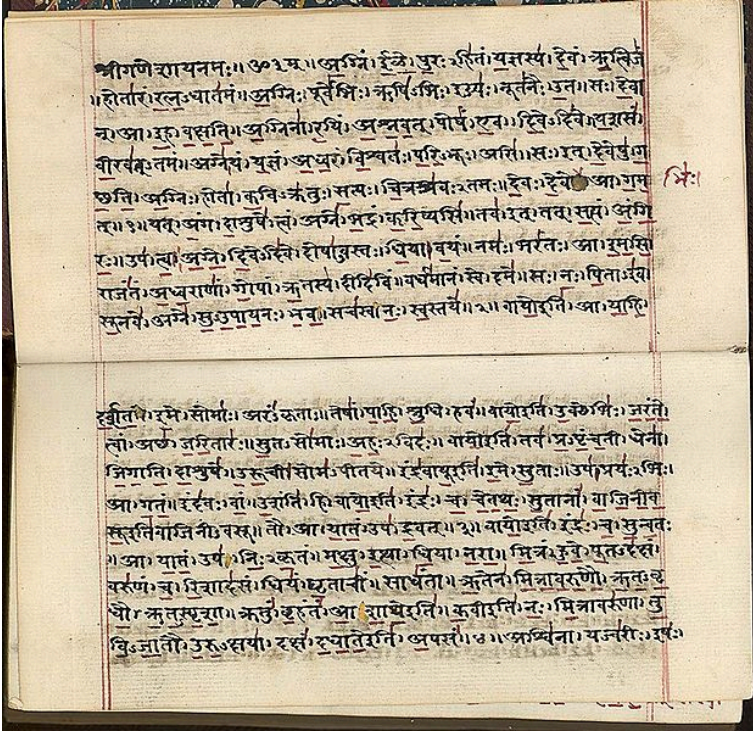 श्रीगणेशायनमः॥ॐ३म्॥अग्निं।ईळे।पुरःऽहितं।यज्ञस्य।देवं।ऋत्विजं
॥होतारं।रत्नऽधातमं॥अग्निः।पूर्वेभिः।ऋषिऽभिः।ईड्यः।नूतनैः।उत॥सः।देवा
न्।आ।इह।वक्षति॥अग्निना।रयिं।अश्नवत्।पोषं।एव।दिवेऽदिवे॥यशसं
वीरवत्ऽतमं॥अग्ने।यं।यज्ञं।अध्वरं।विश्वतः।परिऽभूः।असि॥सः।इत्।देवेषु।ग
छति।अग्निः।होता।कविऽक्रतुः।सत्यः।चित्रश्रवःऽतमः॥देवः।देवे।आ।गम
भिः।
त्॥१॥यत्।अंग।दाशुषे।त्वं।अग्ने।भद्रं।करिष्यसि॥तव।इत्।तत्।सत्यं।अंगि
रः॥उप।त्वा।अग्ने।दिवेऽदिवे।दोषाऽवस्तः।धिया।वयं॥नमः।भरंतः।आ।इमसि
राजंतं।अध्वराणां।गोपां।ऋतस्य।दीदिविं॥वर्धमानं।स्वे।दमे॥सः।नः।पिताऽइव
सूनवे।अग्ने।सुऽउपायनः।भव॥सचस्व।नः।स्वस्तये॥२॥वायोइति।आ।याहि
दर्शत।इमे।सोमाः।अरंऽकृताः॥तेषां।पाहि।श्रुधि।हवं॥वायोइति।उक्थेभिः।जरंते
त्वां।अछ।जरितारः॥सुतऽसोमाः।अहःऽविदः॥वायोइति।तव।प्रऽपृंचती।धेना
जिगाति।दाशुषे॥उरूची।सोमऽपीतये॥इंद्रवायूइति।इमे।सुताः॥उप।प्रयःऽभिः।
आ।गतं॥इंदवः।वां।उशंति।हि॥वायोइति।इंद्रः।च।चेतथः।सुतानां।वाजिनीव
सूइतिवाजिनीऽवसू॥तौ।आ।यातं।उप।द्रवत्॥३॥वायोइति।इंद्रः।च।सुन्वतः
॥आ।यातं।उप।निःऽकृतं॥मक्षु।इत्था।धिया।नरा॥मित्रं।हुवे।पूतऽदक्षं
वरुणं।च।रिशादसं॥धियं।घृताचीं।साधंता॥ऋतेन।मित्रावरुणौ।ऋतऽवृ
धौ।ऋतऽस्पृशा॥क्रतुं।बृहंतं।आशाथेइति॥कवीइति।नः।मित्रावरुणा।तु
विऽजातौ।उरुऽक्षया॥दक्षं।दधातेइति।अपसं॥४॥अश्विना।यज्वरीः।इषः।